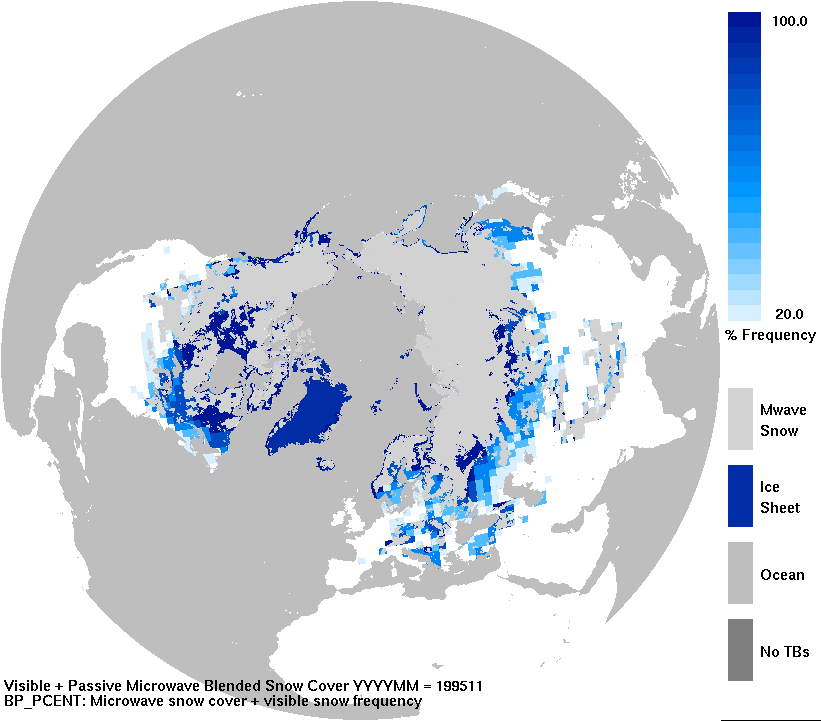 100.0
20.0
% Frequency
Mwave
Snow
Ice
Sheet
Ocean
No TBs
Visible + Passive Microwave Blended Snow Cover YYYYMM = 199511
BP_PCENT: Microwave snow cover + visible snow frequency